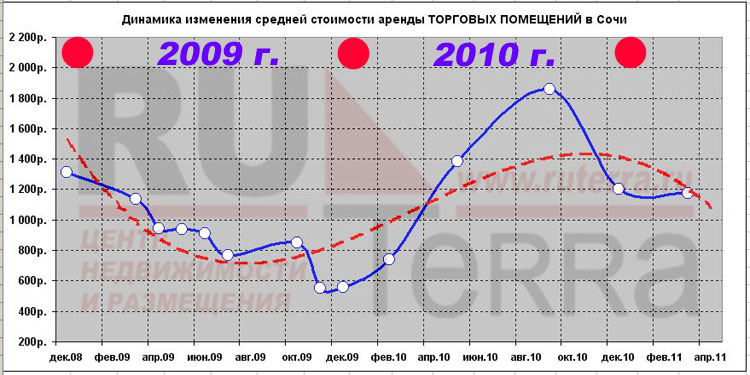 Динамика изменения средней стоимости аренды ТОРГОВЫХ ПОМЕЩЕНИЙ в Сочи
2009 г. 2010 г.
2 200р.
2 000р.
1 800р.
1 600р.
1 400р.
1 200р.
1 000р.
800р.
600р.
400р.
200р.
RU
www.ruterra.ru
Terra
ЦЕНТР
НЕДВИЖИМОСТИ
И РАЗМЕЩЕНИЯ
дек.08 фев.09 апр.09 июн.09 авг.09 окт.09 дек.09 фев.10 апр.10 июн.10 авг.10 окт.10 дек.10 фев.11 апр.11